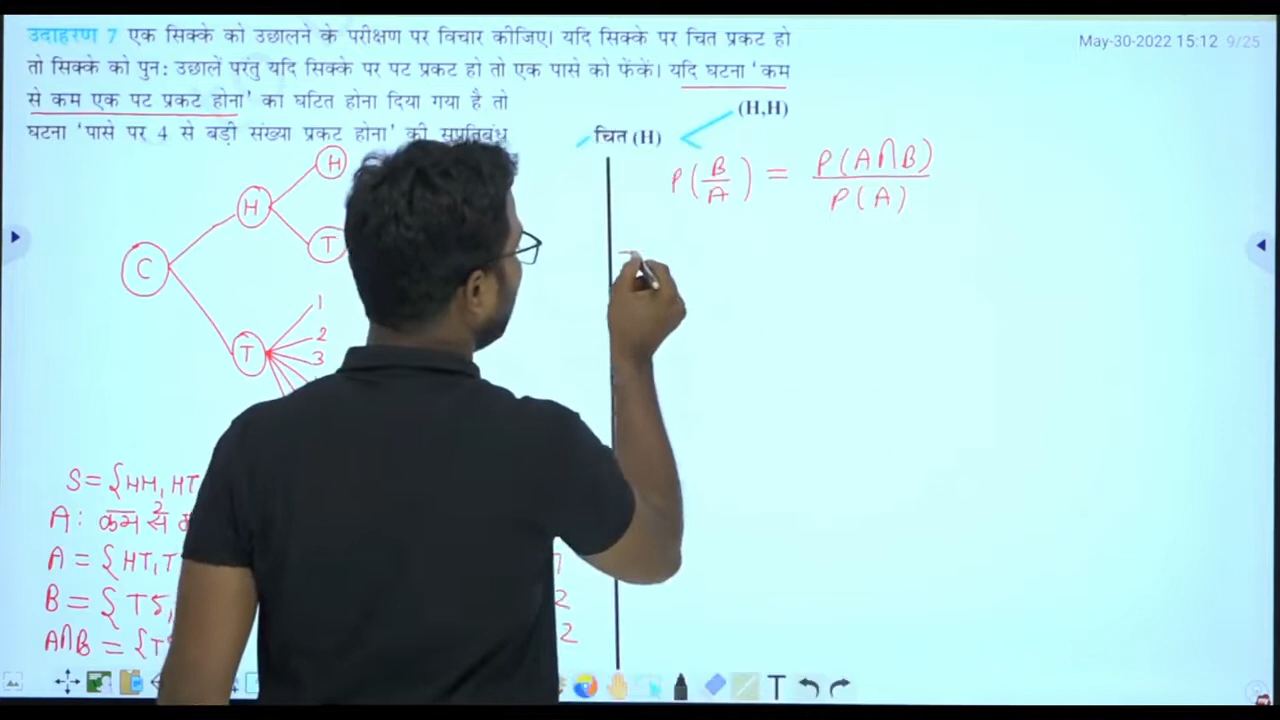 उदाहरण 7 एक सिक्के को उछालने के परीक्षण पर विचार कीजिए। यदि सिक्के पर चित प्रकट हो
तो सिक्के को पुन: उछालें परंतु यदि सिक्के पर पट प्रकट हो तो एक पासे को फेंकें। यदि घटना 'कम
से कम एक पट प्रकट होना' का घटित होना दिया गया है तो
घटना 'पासे पर 4 से बड़ी संख्या प्रकट होना' की सप्रतिबंध
May-30-2022 15:12 9/25
(H,H)
चित (H)
P(B/A) = P(A∩B)/P(A)
H
H
T
C
T
1
2
3
S = {HH, HT
A : कम से
A = {HT, T
B = { T5,
2
A∩B = {T
2
T